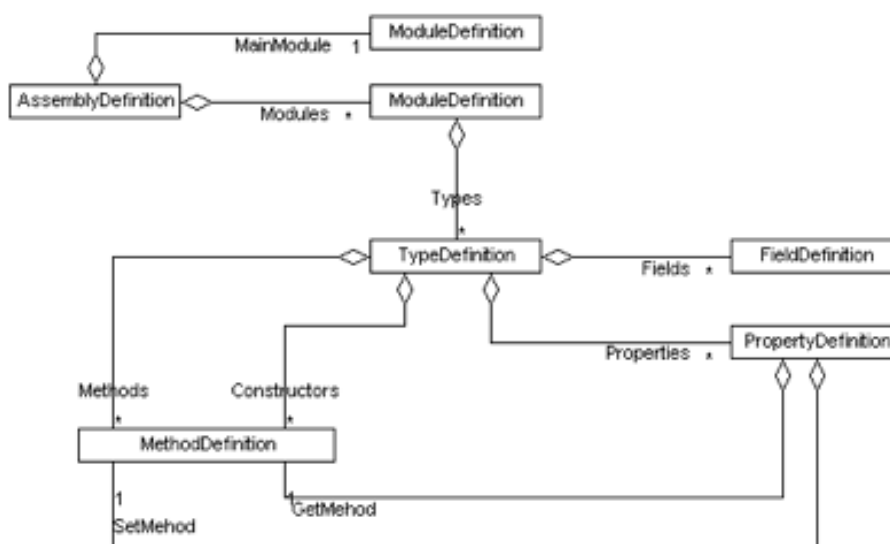 ModuleDefinition
MainModule 1
AssemblyDefinition
ModuleDefinition
Modules *
Types
*
TypeDefinition
FieldDefinition
Fields *
PropertyDefinition
Properties *
Methods
Constructors
* *
MethodDefinition
1 1
GetMehod
SetMehod